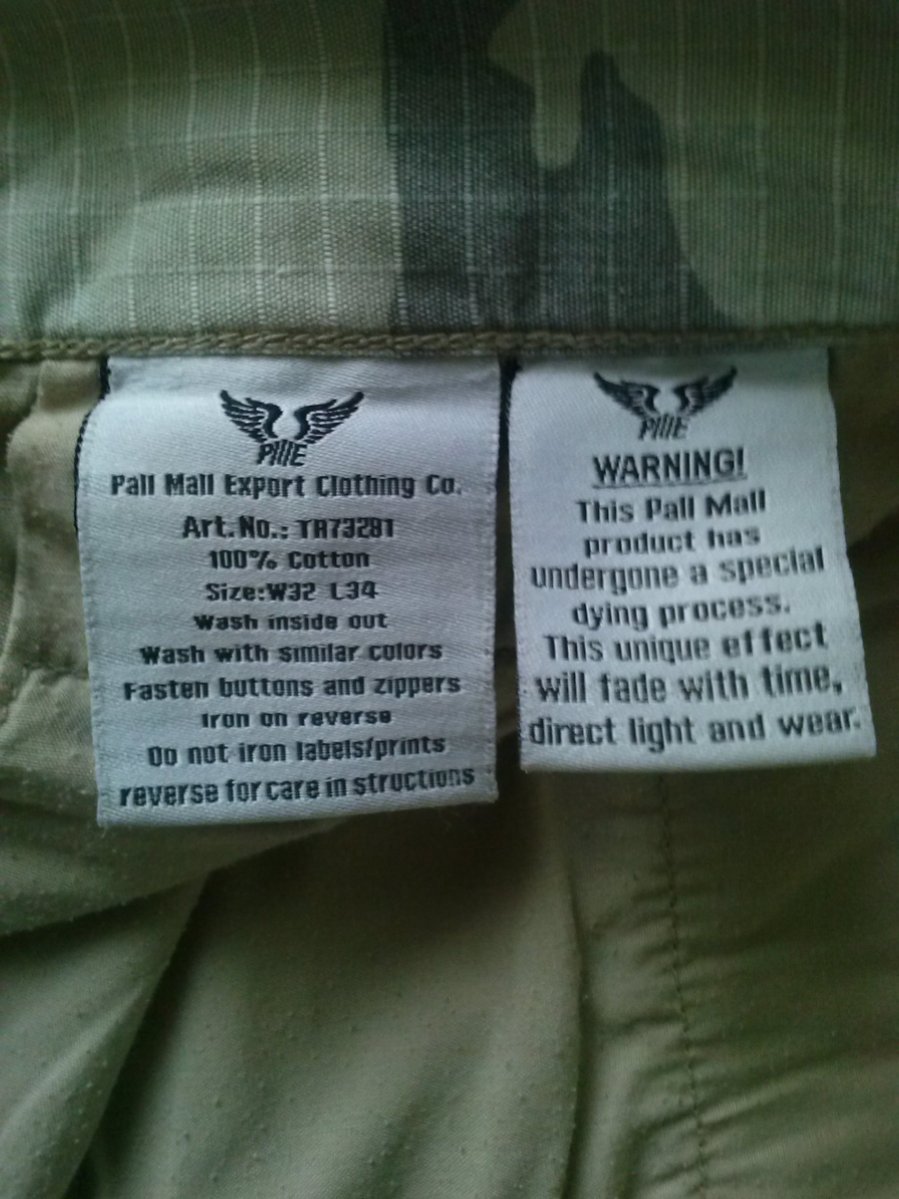 PME
Pall Mall Export Clothing Co.
Art.No.: TR73281
100% Cotton
Size:W32 L34
Wash inside out
Wash with similar colors
Fasten buttons and zippers
Iron on reverse
Do not iron labels/prints
reverse for care in structions
PME
WARNING!
This Pall Mall
product has
undergone a special
dying process.
This unique effect
will fade with time,
direct light and wear.